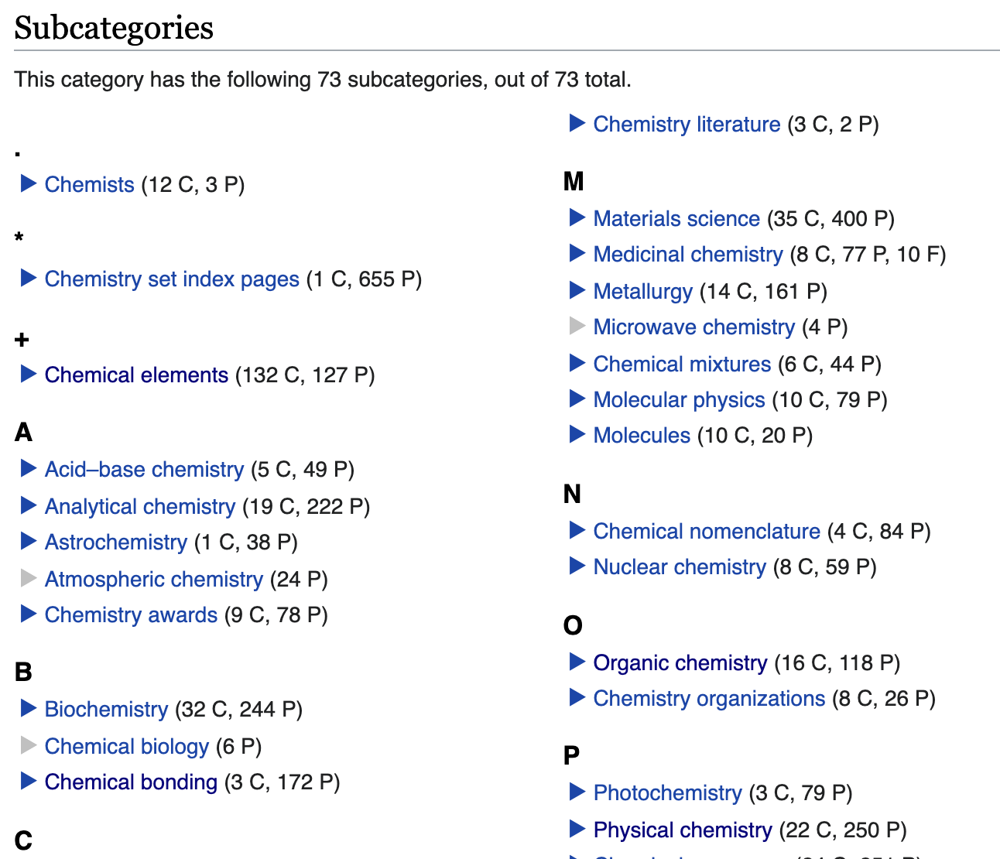 Subcategories
This category has the following 73 subcategories, out of 73 total.
.
Chemists (12 C, 3 P)
*
Chemistry set index pages (1 C, 655 P)
+
Chemical elements (132 C, 127 P)
A
Acid–base chemistry (5 C, 49 P)
Analytical chemistry (19 C, 222 P)
Astrochemistry (1 C, 38 P)
Atmospheric chemistry (24 P)
Chemistry awards (9 C, 78 P)
B
Biochemistry (32 C, 244 P)
Chemical biology (6 P)
Chemical bonding (3 C, 172 P)
C
Chemistry literature (3 C, 2 P)
M
Materials science (35 C, 400 P)
Medicinal chemistry (8 C, 77 P, 10 F)
Metallurgy (14 C, 161 P)
Microwave chemistry (4 P)
Chemical mixtures (6 C, 44 P)
Molecular physics (10 C, 79 P)
Molecules (10 C, 20 P)
N
Chemical nomenclature (4 C, 84 P)
Nuclear chemistry (8 C, 59 P)
O
Organic chemistry (16 C, 118 P)
Chemistry organizations (8 C, 26 P)
P
Photochemistry (3 C, 79 P)
Physical chemistry (22 C, 250 P)